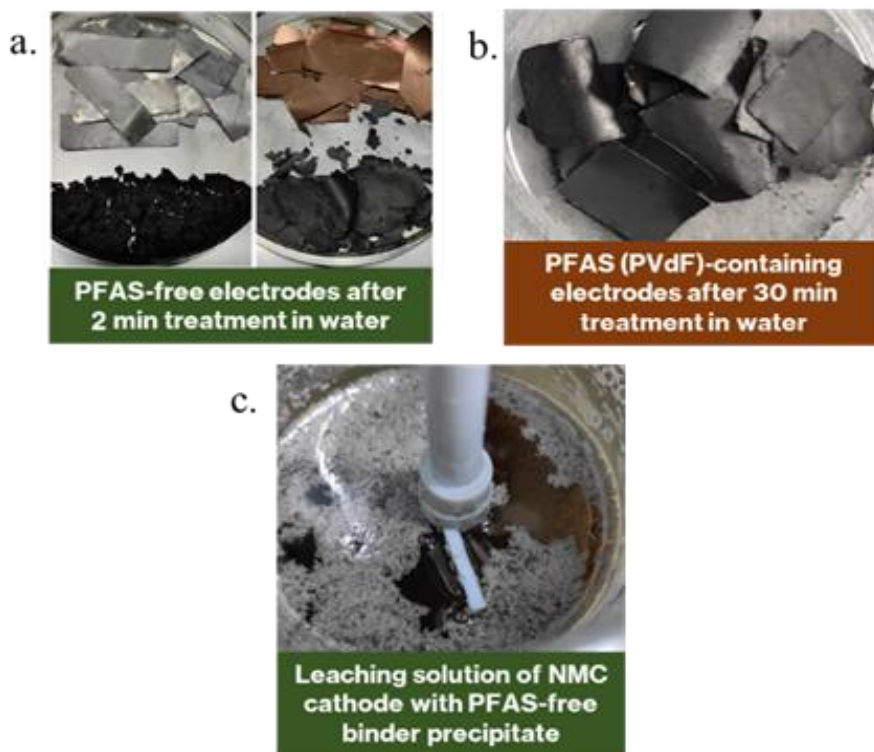 a.
PFAS-free electrodes after
2 min treatment in water
b.
PFAS (PVdF)-containing
electrodes after 30 min
treatment in water
c.
Leaching solution of NMC
cathode with PFAS-free
binder precipitate